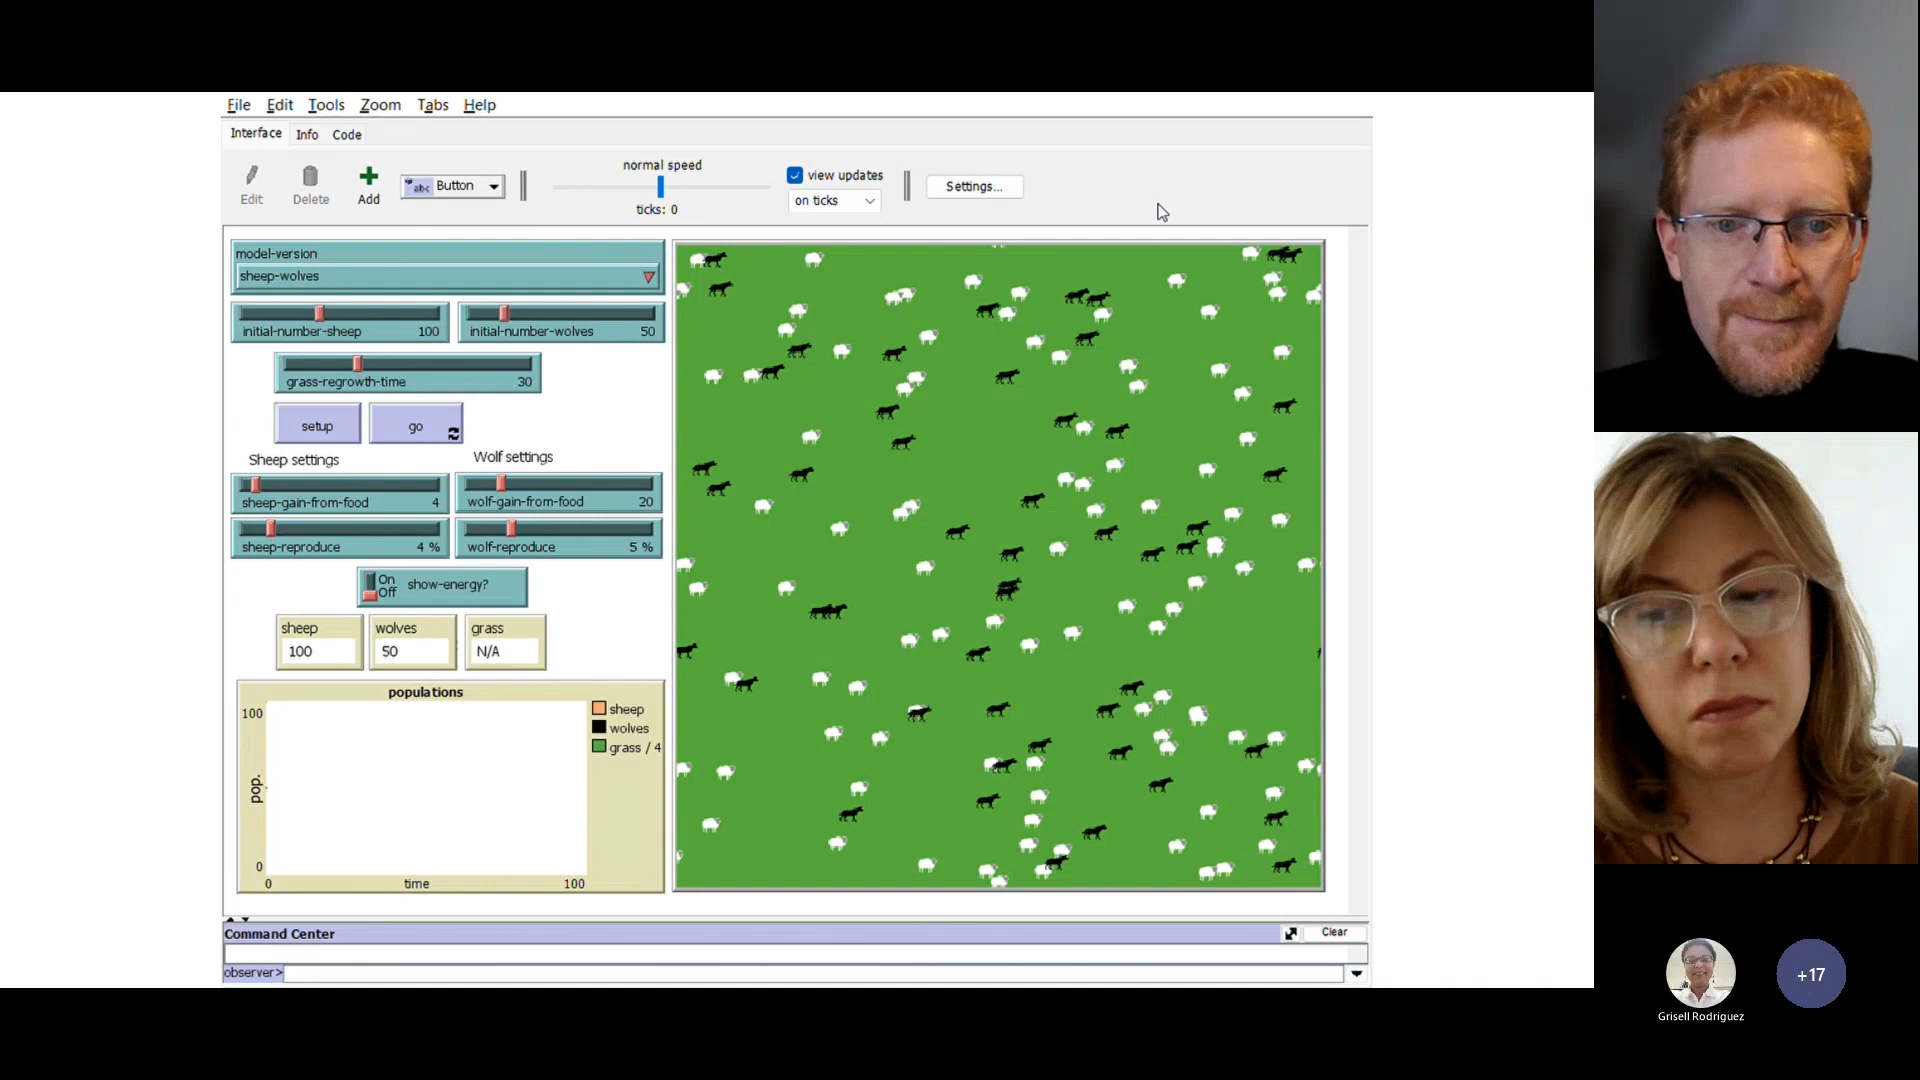 File Edit Tools Zoom Tabs Help
Interface Info Code
Edit Delete Add abc Button normal speed ticks: 0 view updates on ticks Settings...
model-version
sheep-wolves
initial-number-sheep 100 initial-number-wolves 50
grass-regrowth-time 30
setup go
Sheep settings Wolf settings
sheep-gain-from-food 4 wolf-gain-from-food 20
sheep-reproduce 4 % wolf-reproduce 5 %
On
Off show-energy?
sheep wolves grass
100 50 N/A
populations
100
pop.
0
0 time 100
sheep
wolves
grass / 4
Command Center Clear
observer>
+17
Grisell Rodriguez